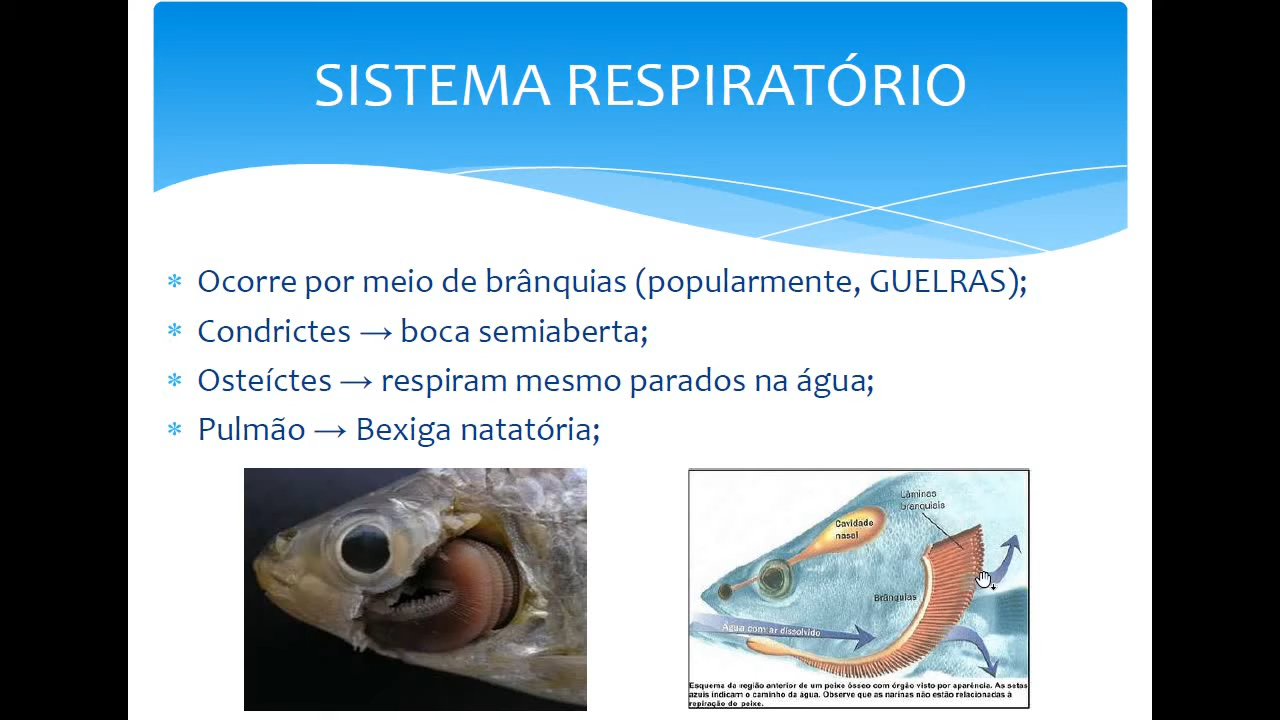 SISTEMA RESPIRATÓRIO
* Ocorre por meio de brânquias (popularmente, GUELRAS);
* Condrictes → boca semiaberta;
* Osteíctes → respiram mesmo parados na água;
* Pulmão → Bexiga natatória;
Lâminas
branquiais
Cavidade
nasal
Brânquias
Água com ar dissolvido
Esquema da região anterior de um peixe ósseo com órgão visto por aparência. As setas
azuis indicam o caminho da água. Observe que as narinas não estão relacionadas à
repiração do peixe.